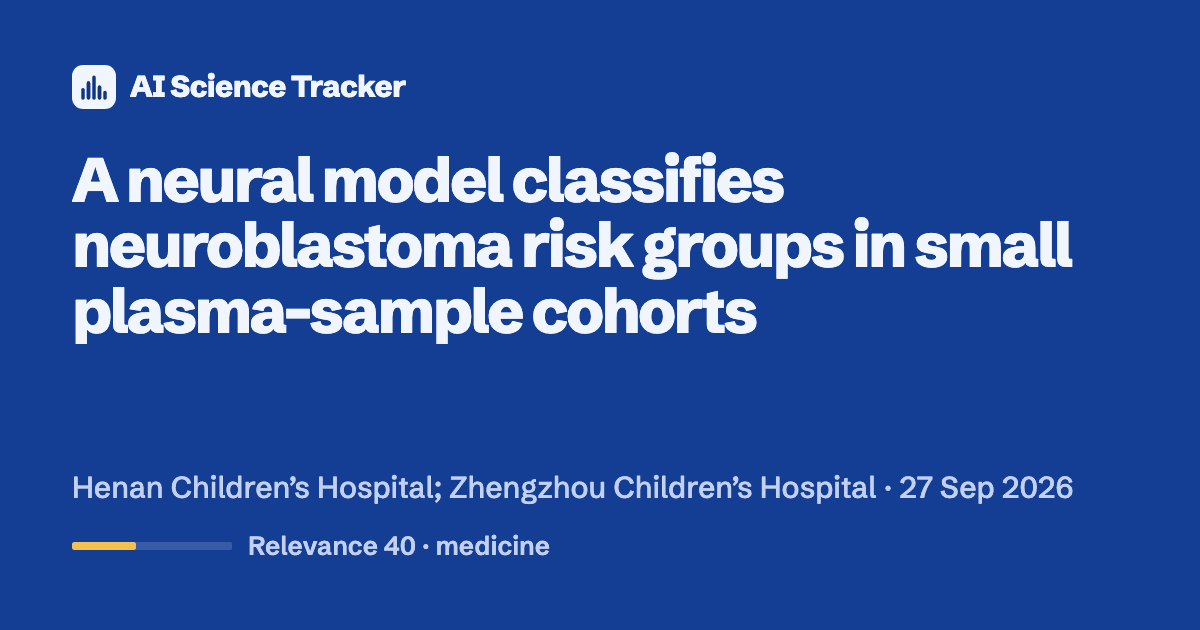 AI Science Tracker
A neural model classifies
neuroblastoma risk groups in small
plasma-sample cohorts
Henan Children’s Hospital; Zhengzhou Children’s Hospital · 27 Sep 2026
Relevance 40 · medicine